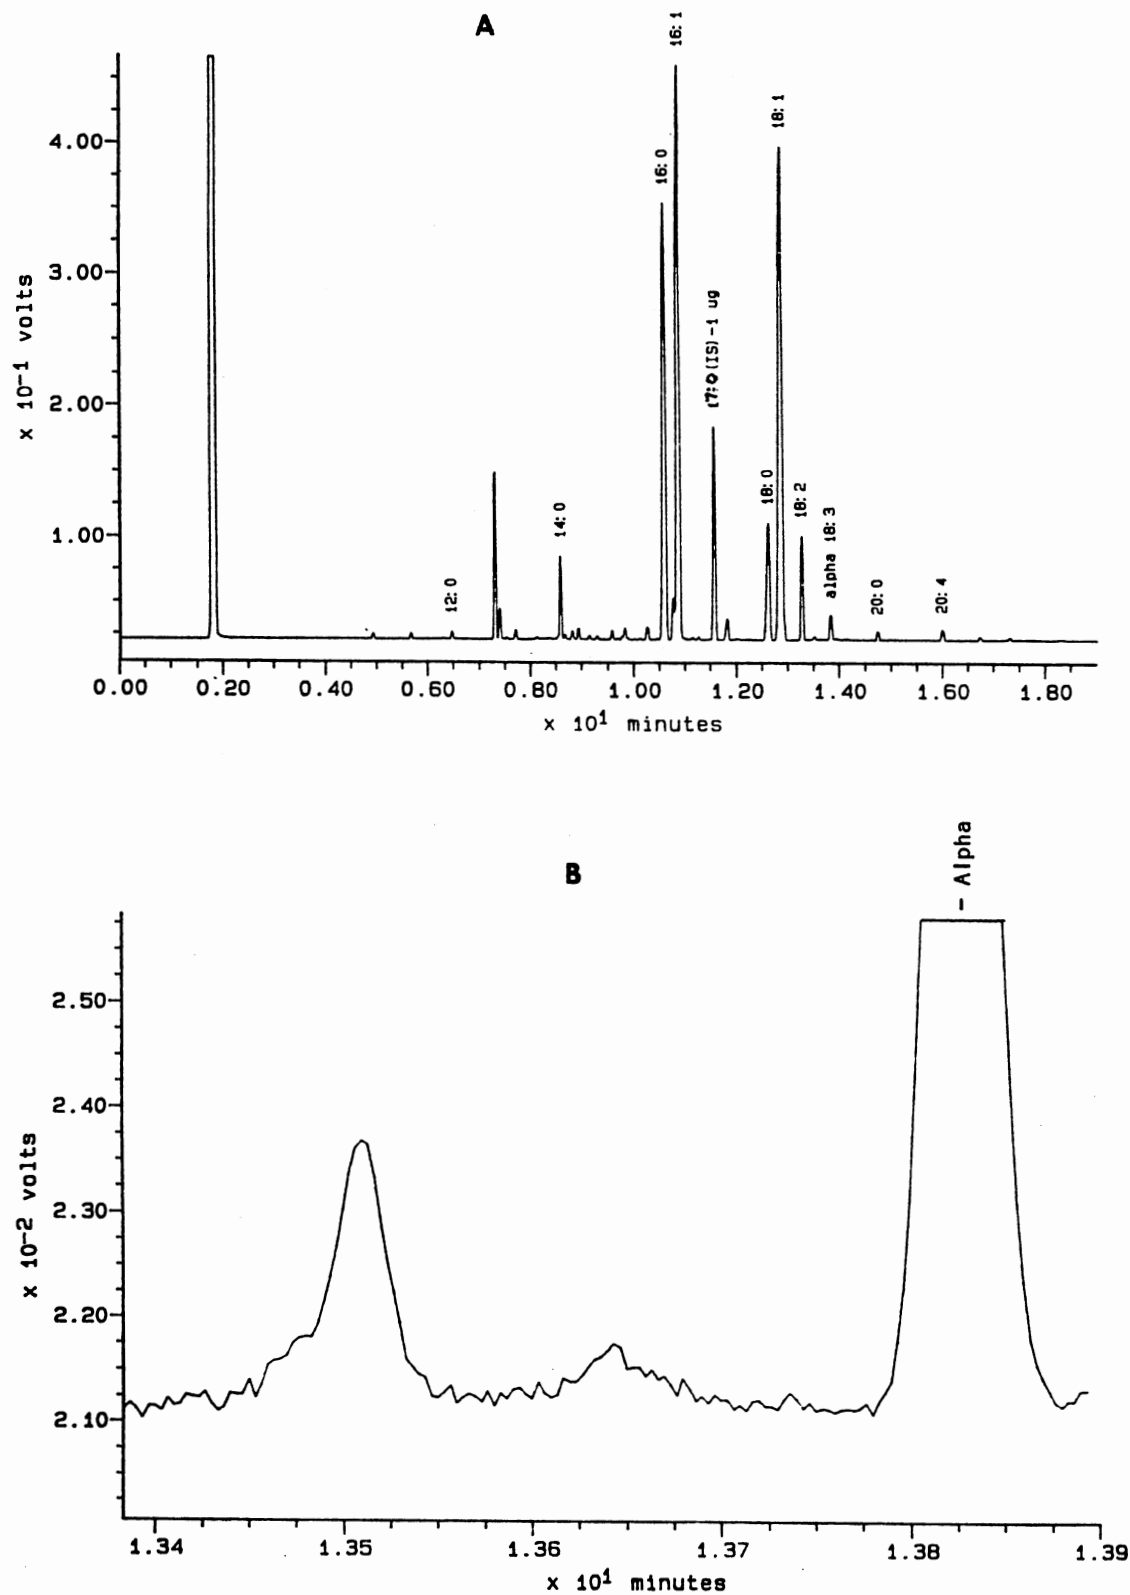 A
16:1
18:1
16:0
17:0 (IS) -1 ug
18:0
18:2
14:0
alpha 18:3
12:0
20:0
20:4
4.00
3.00
2.00
1.00
x 10-1 volts
0.00 0.20 0.40 0.60 0.80 1.00 1.20 1.40 1.60 1.80
x 101 minutes
B
- Alpha
2.50
2.40
2.30
2.20
2.10
x 10-2 volts
1.34 1.35 1.36 1.37 1.38 1.39
x 101 minutes